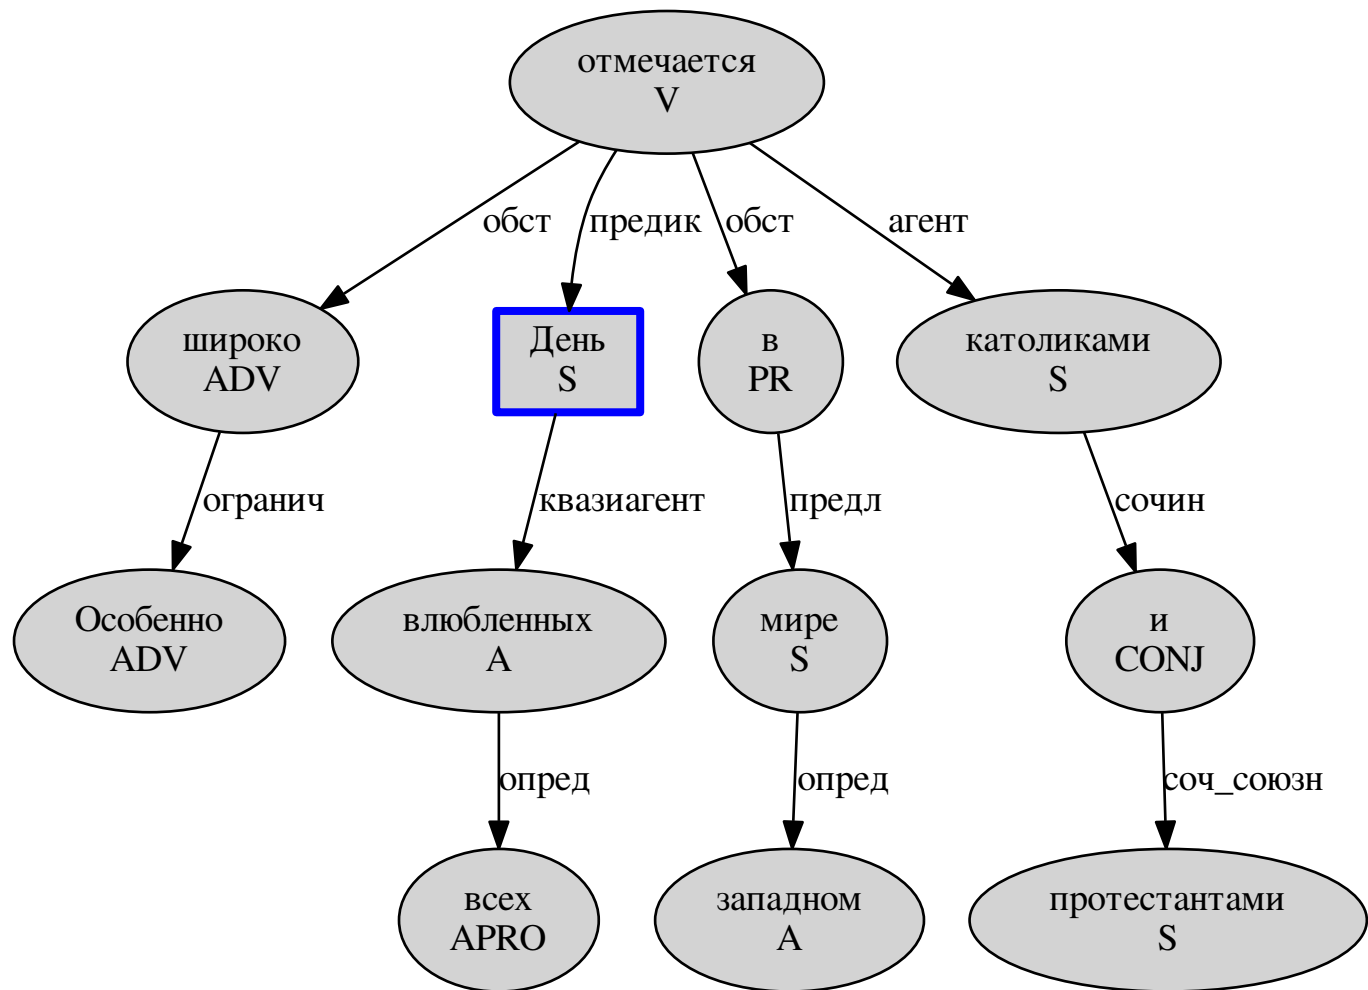 отмечается
V
обст
предик
обст
агент
широко
ADV
День
S
в
PR
католиками
S
огранич
квазиагент
предл
сочин
Особенно
ADV
влюбленных
A
мире
S
и
CONJ
опред
опред
соч_союзн
всех
APRO
западном
A
протестантами
S